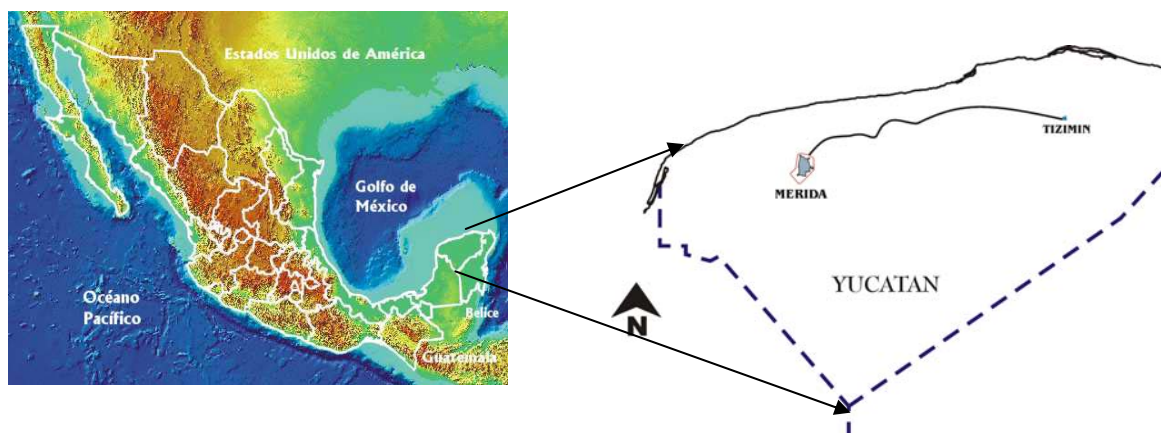 Estados Unidos de América
Golfo de
México
Océano
Pacífico
Belice
Guatemala
TIZIMIN
MERIDA
YUCATAN
N